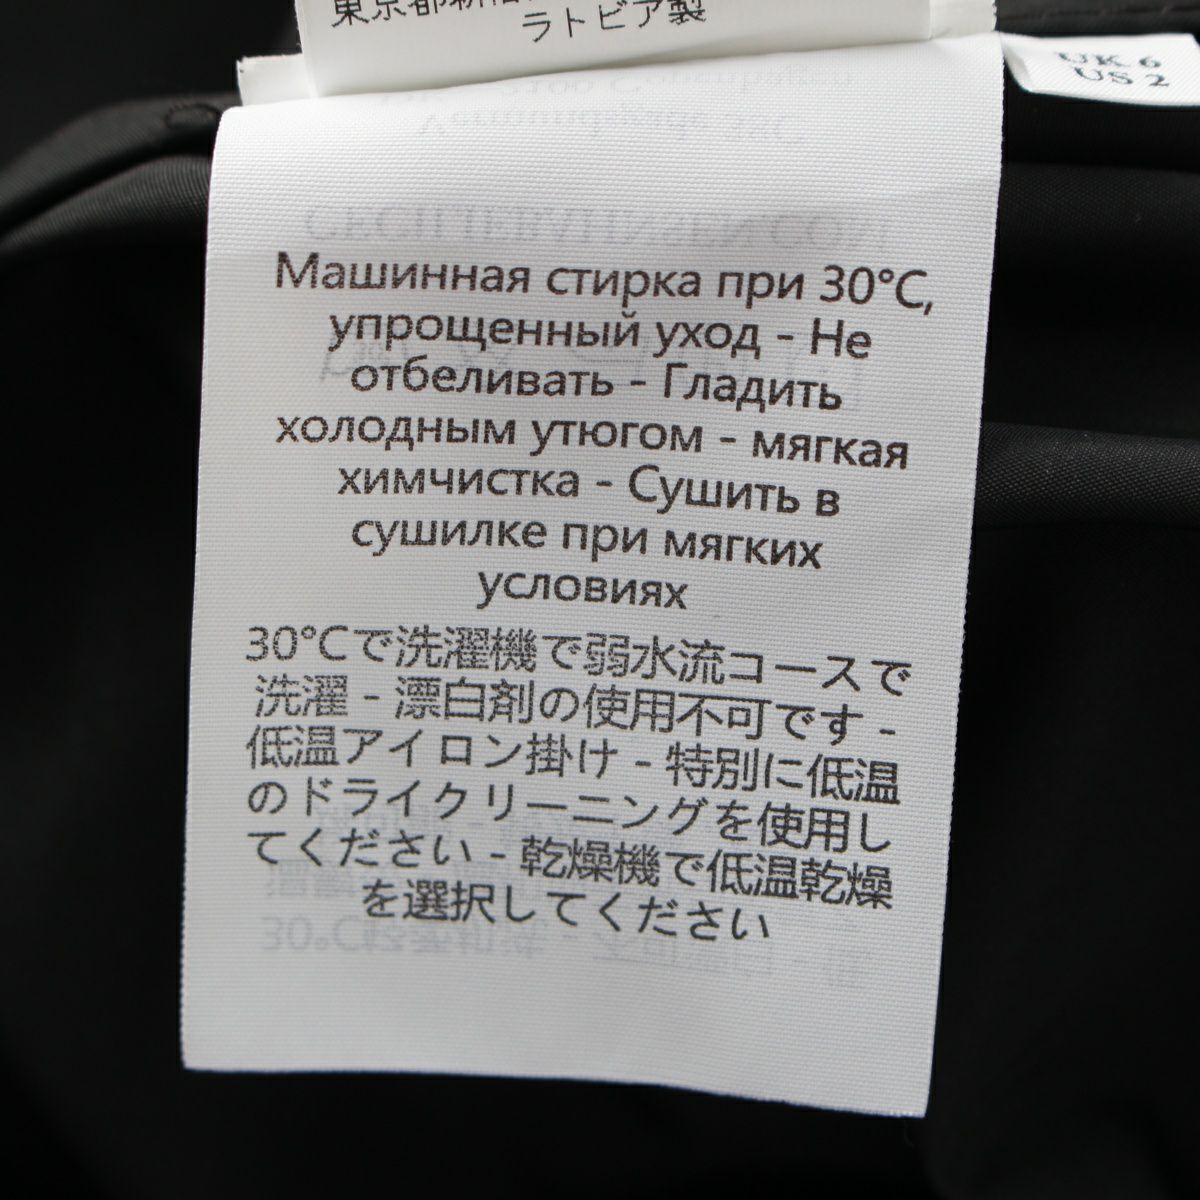 東京都新宿
ラトビア製
UK 6
US 2
Машинная стирка при 30°C,
упрощенный уход - Не
отбеливать - Гладить
холодным утюгом - мягкая
химчистка - Сушить в
сушилке при мягких
условиях
30°Cで洗濯機で弱水流コースで
洗濯 - 漂白剤の使用不可です -
低温アイロン掛け - 特別に低温
のドライクリーニングを使用し
てください - 乾燥機で低温乾燥
を選択してください